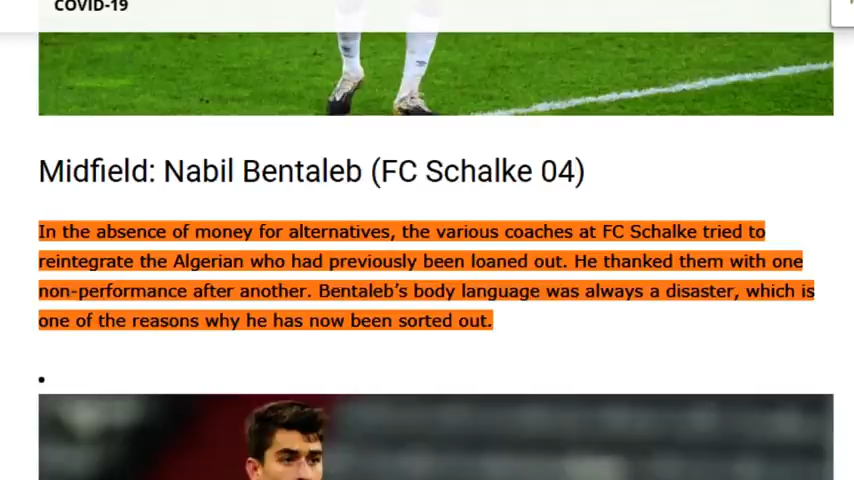 COVID-19
Midfield: Nabil Bentaleb (FC Schalke 04)
In the absence of money for alternatives, the various coaches at FC Schalke tried to
reintegrate the Algerian who had previously been loaned out. He thanked them with one
non-performance after another. Bentaleb’s body language was always a disaster, which is
one of the reasons why he has now been sorted out.